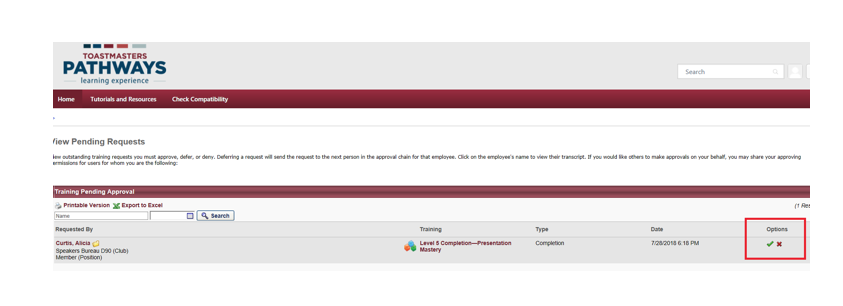 TOASTMASTERS
PATHWAYS
learning experience
Search
Home Tutorials and Resources Check Compatibility
View Pending Requests
View outstanding training requests you must approve, defer, or deny. Deferring a request will send the request to the next person in the approval chain for that employee. Click on the employee's name to view their transcript. If you would like others to make approvals on your behalf, you may share your approving
permissions for users for whom you are the following:
Training Pending Approval
Printable Version Export to Excel (1 Res
Name Search
Requested By Training Type Date Options
Curtis, Alicia Level 5 Completion—Presentation Completion 7/28/2018 6:18 PM
Speakers Bureau D90 (Club) Mastery
Member (Position)